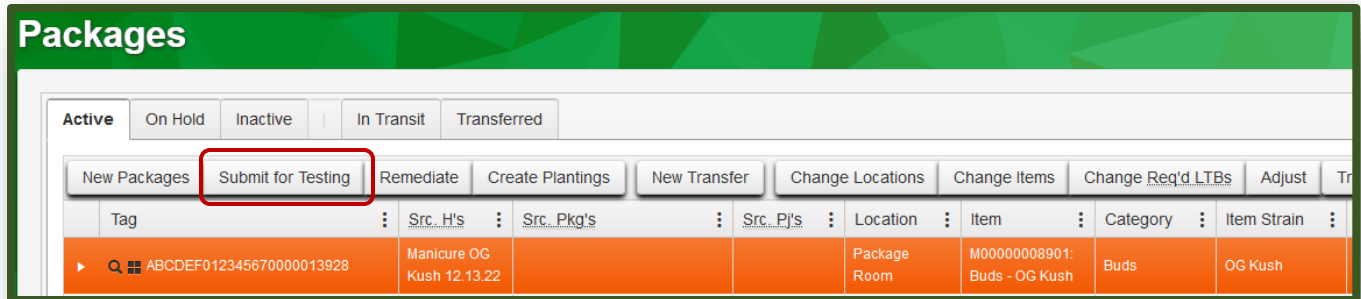 Packages
Active On Hold Inactive In Transit Transferred
New Packages Submit for Testing Remediate Create Plantings New Transfer Change Locations Change Items Change Req'd LTBs Adjust Tr
Tag Src. H's Src. Pkg's Src. Pj's Location Item Category Item Strain
ABCDEF012345670000013928 Manicure OG Kush 12.13.22 Package Room M00000008901: Buds - OG Kush Buds OG Kush